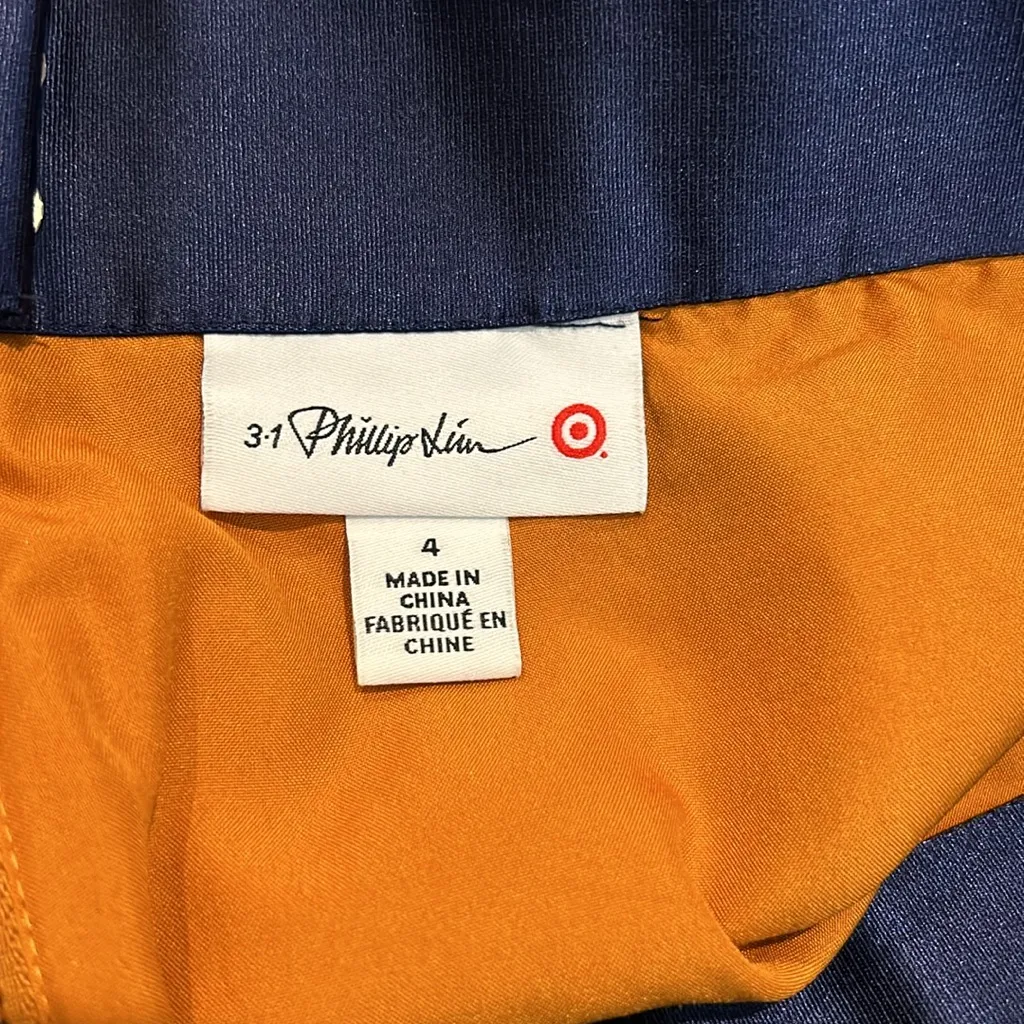 3·1 Phillip Lim
4
MADE IN
CHINA
FABRIQUÉ EN
CHINE